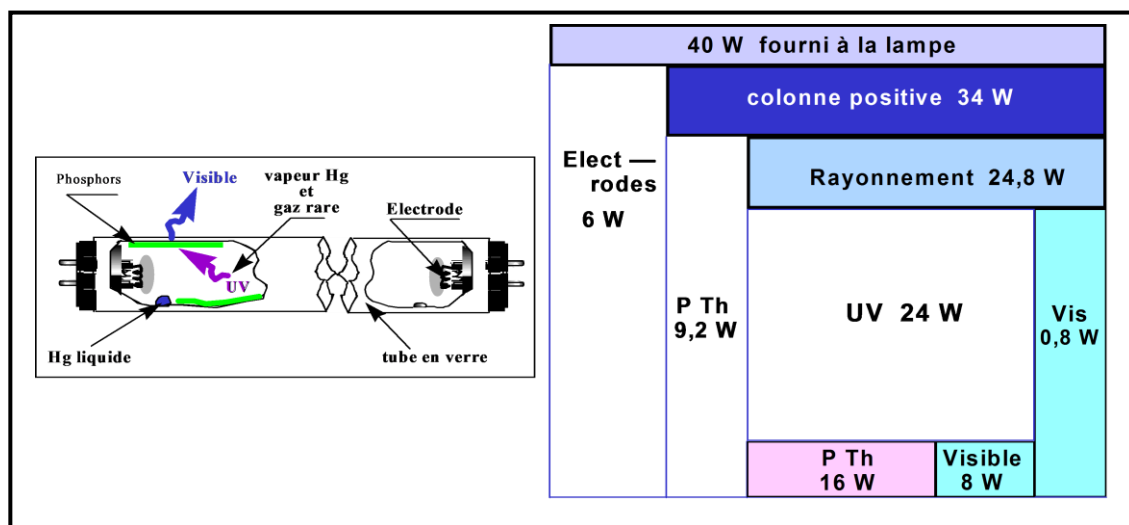 Phosphors
Visible
vapeur Hg
et
gaz rare
Electrode
UV
Hg liquide
tube en verre
40 W fourni à la lampe
colonne positive 34 W
Elect —
rodes
6 W
Rayonnement 24,8 W
P Th
9,2 W
UV 24 W
Vis
0,8 W
P Th
16 W
Visible
8 W